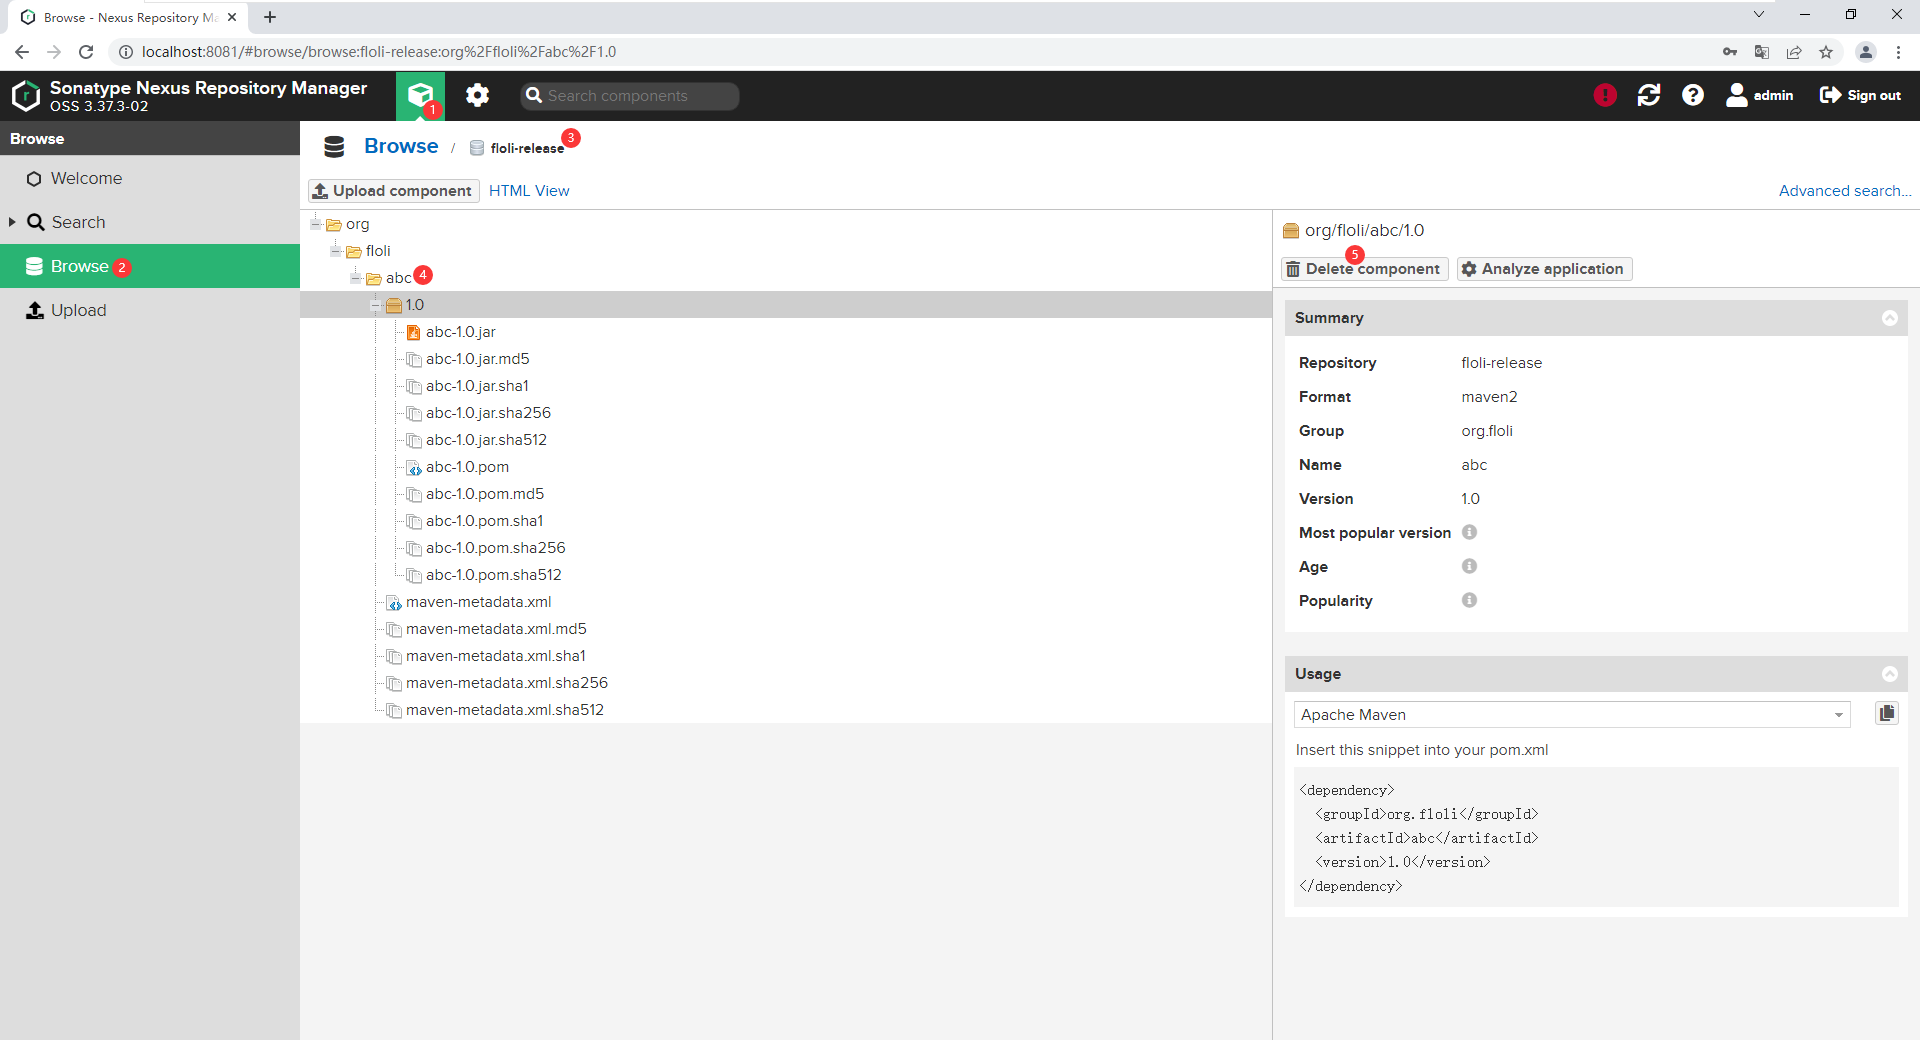 Browse - Nexus Repository Ma
localhost:8081/#browse/browse:floli-release:org%2Ffloli%2Fabc%2F1.0
Sonatype Nexus Repository Manager
OSS 3.37.3-02
1
Search components
admin
Sign out
Browse
Welcome
Search
Browse 2
Upload
Browse / floli-release 3
Upload component HTML View
Advanced search...
org
floli
abc 4
1.0
abc-1.0.jar
abc-1.0.jar.md5
abc-1.0.jar.sha1
abc-1.0.jar.sha256
abc-1.0.jar.sha512
abc-1.0.pom
abc-1.0.pom.md5
abc-1.0.pom.sha1
abc-1.0.pom.sha256
abc-1.0.pom.sha512
maven-metadata.xml
maven-metadata.xml.md5
maven-metadata.xml.sha1
maven-metadata.xml.sha256
maven-metadata.xml.sha512
org/floli/abc/1.0
5
Delete component Analyze application
Summary
Repository floli-release
Format maven2
Group org.floli
Name abc
Version 1.0
Most popular version
Age
Popularity
Usage
Apache Maven
Insert this snippet into your pom.xml
<dependency>
<groupId>org.floli</groupId>
<artifactId>abc</artifactId>
<version>1.0</version>
</dependency>